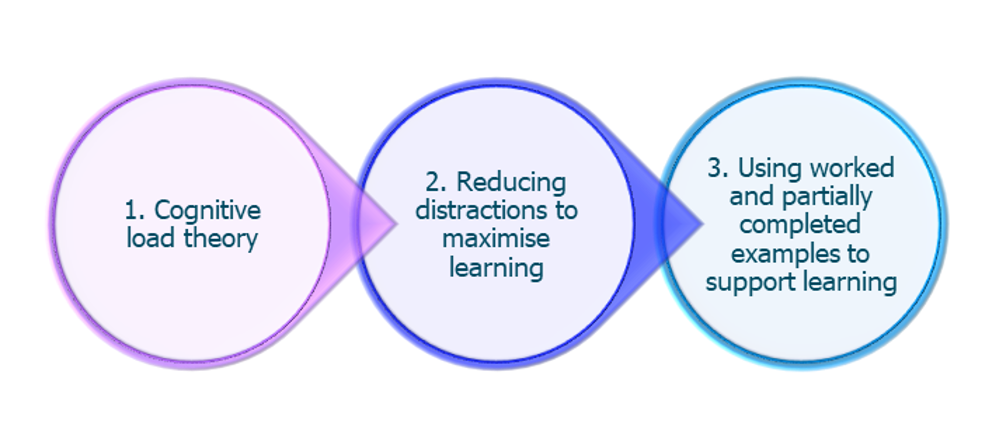 1. Cognitive
load theory
2. Reducing
distractions to
maximise
learning
3. Using worked
and partially
completed
examples to
support learning